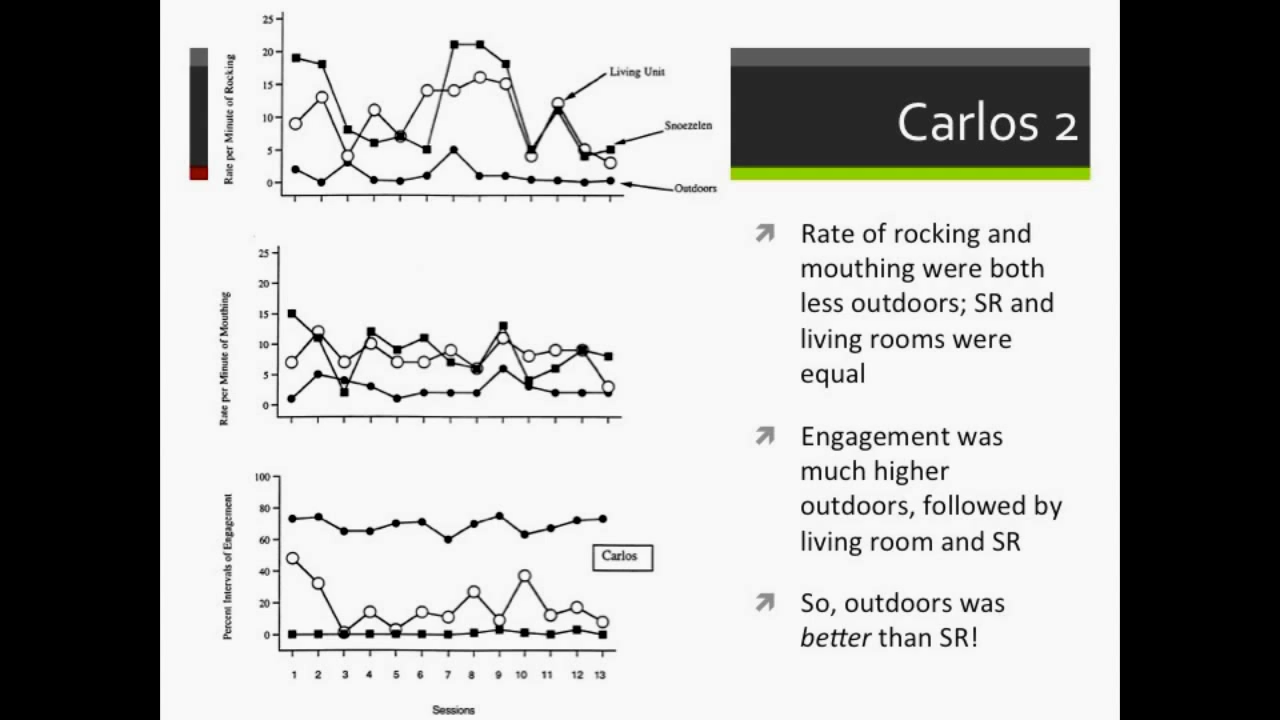 Carlos 2
Rate per Minute of Rocking
25
20
15
10
5
0
Living Unit
Snoezelen
Outdoors
Rate per Minute of Mouthing
25
20
15
10
5
0
Percent Intervals of Engagement
100
80
60
40
20
0
Carlos
1 2 3 4 5 6 7 8 9 10 11 12 13
Sessions
Rate of rocking and
mouthing were both
less outdoors; SR and
living rooms were
equal
Engagement was
much higher
outdoors, followed by
living room and SR
So, outdoors was
better than SR!